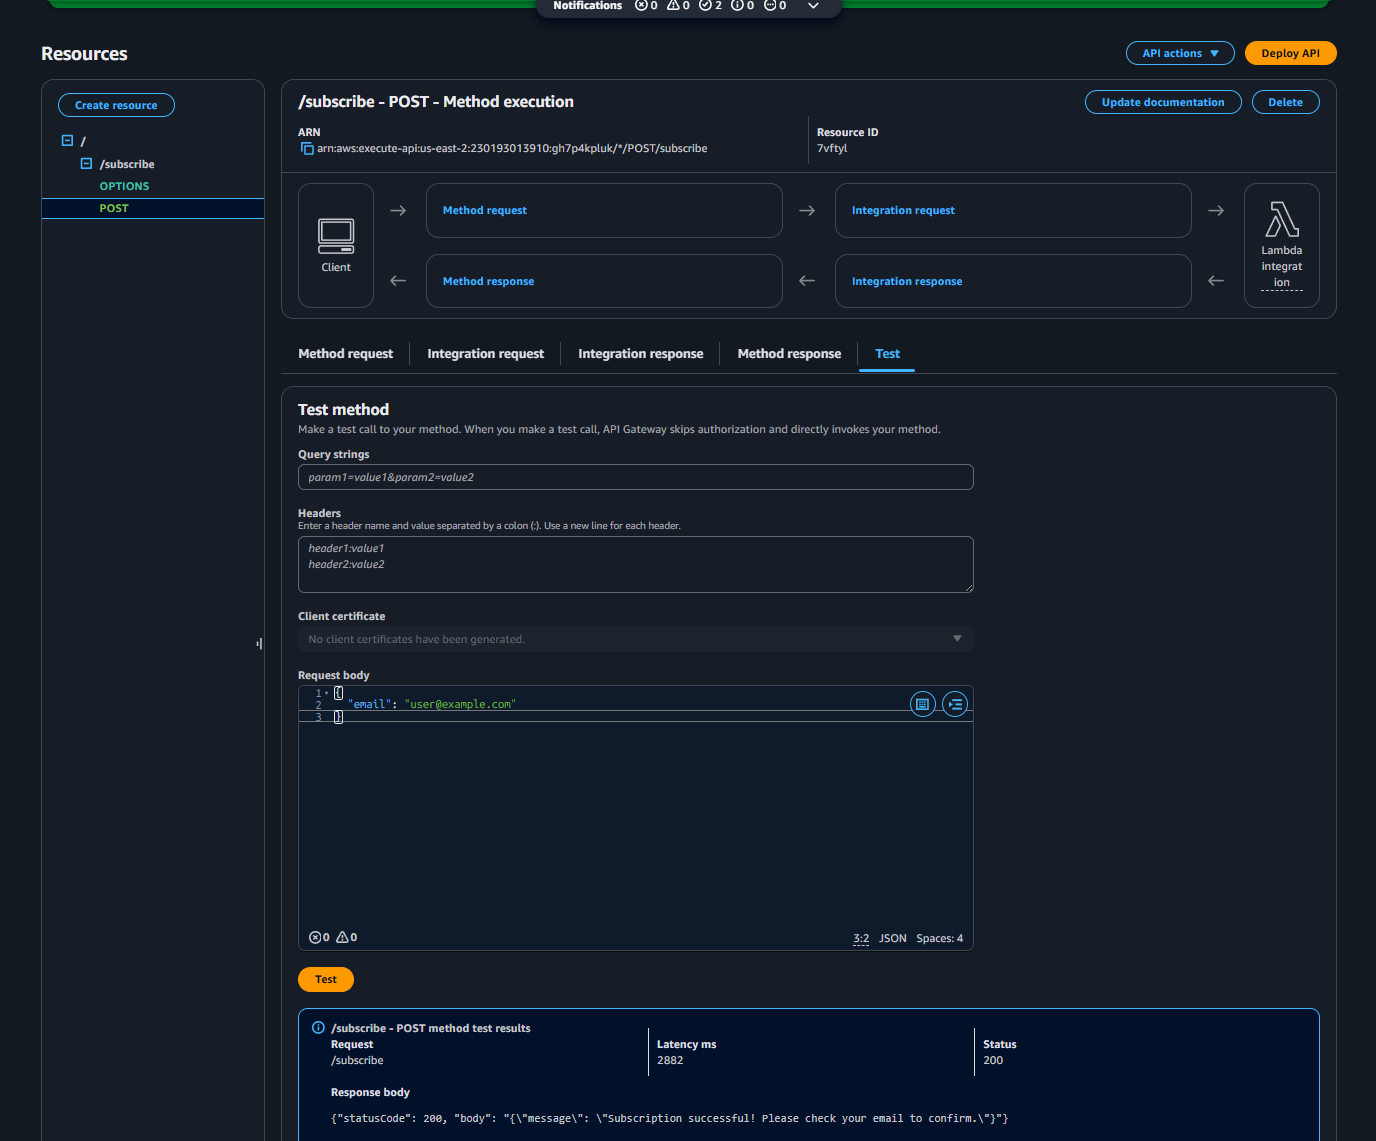 Notifications 0 0 2 0 0
Resources
API actions
Deploy API
Create resource
/
/subscribe
OPTIONS
POST
/subscribe - POST - Method execution
Update documentation
Delete
ARN
arn:aws:execute-api:us-east-2:230193013910:gh7p4kpluk/*/POST/subscribe
Resource ID
7vftyl
Client
Method request
Integration request
Method response
Integration response
Lambda
integrat
ion
Method request
Integration request
Integration response
Method response
Test
Test method
Make a test call to your method. When you make a test call, API Gateway skips authorization and directly invokes your method.
Query strings
param1=value1&param2=value2
Headers
Enter a header name and value separated by a colon (:). Use a new line for each header.
header1:value1
header2:value2
Client certificate
No client certificates have been generated.
Request body
1 {
2 "email": "user@example.com"
3 }
0 0
3:2 JSON Spaces: 4
Test
/subscribe - POST method test results
Request
/subscribe
Latency ms
2882
Status
200
Response body
{"statusCode": 200, "body": "{\"message\": \"Subscription successful! Please check your email to confirm.\"}"}